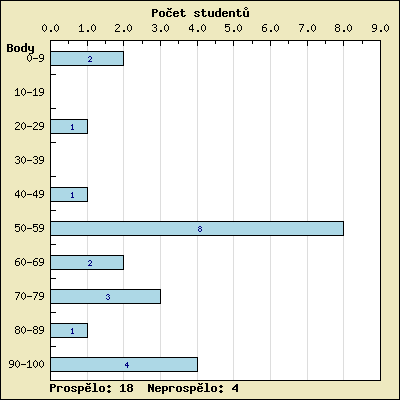 Počet studentů
0.0 1.0 2.0 3.0 4.0 5.0 6.0 7.0 8.0 9.0
Body
0-9 2
10-19
20-29 1
30-39
40-49 1
50-59 8
60-69 2
70-79 3
80-89 1
90-100 4
Prospělo: 18 Neprospělo: 4